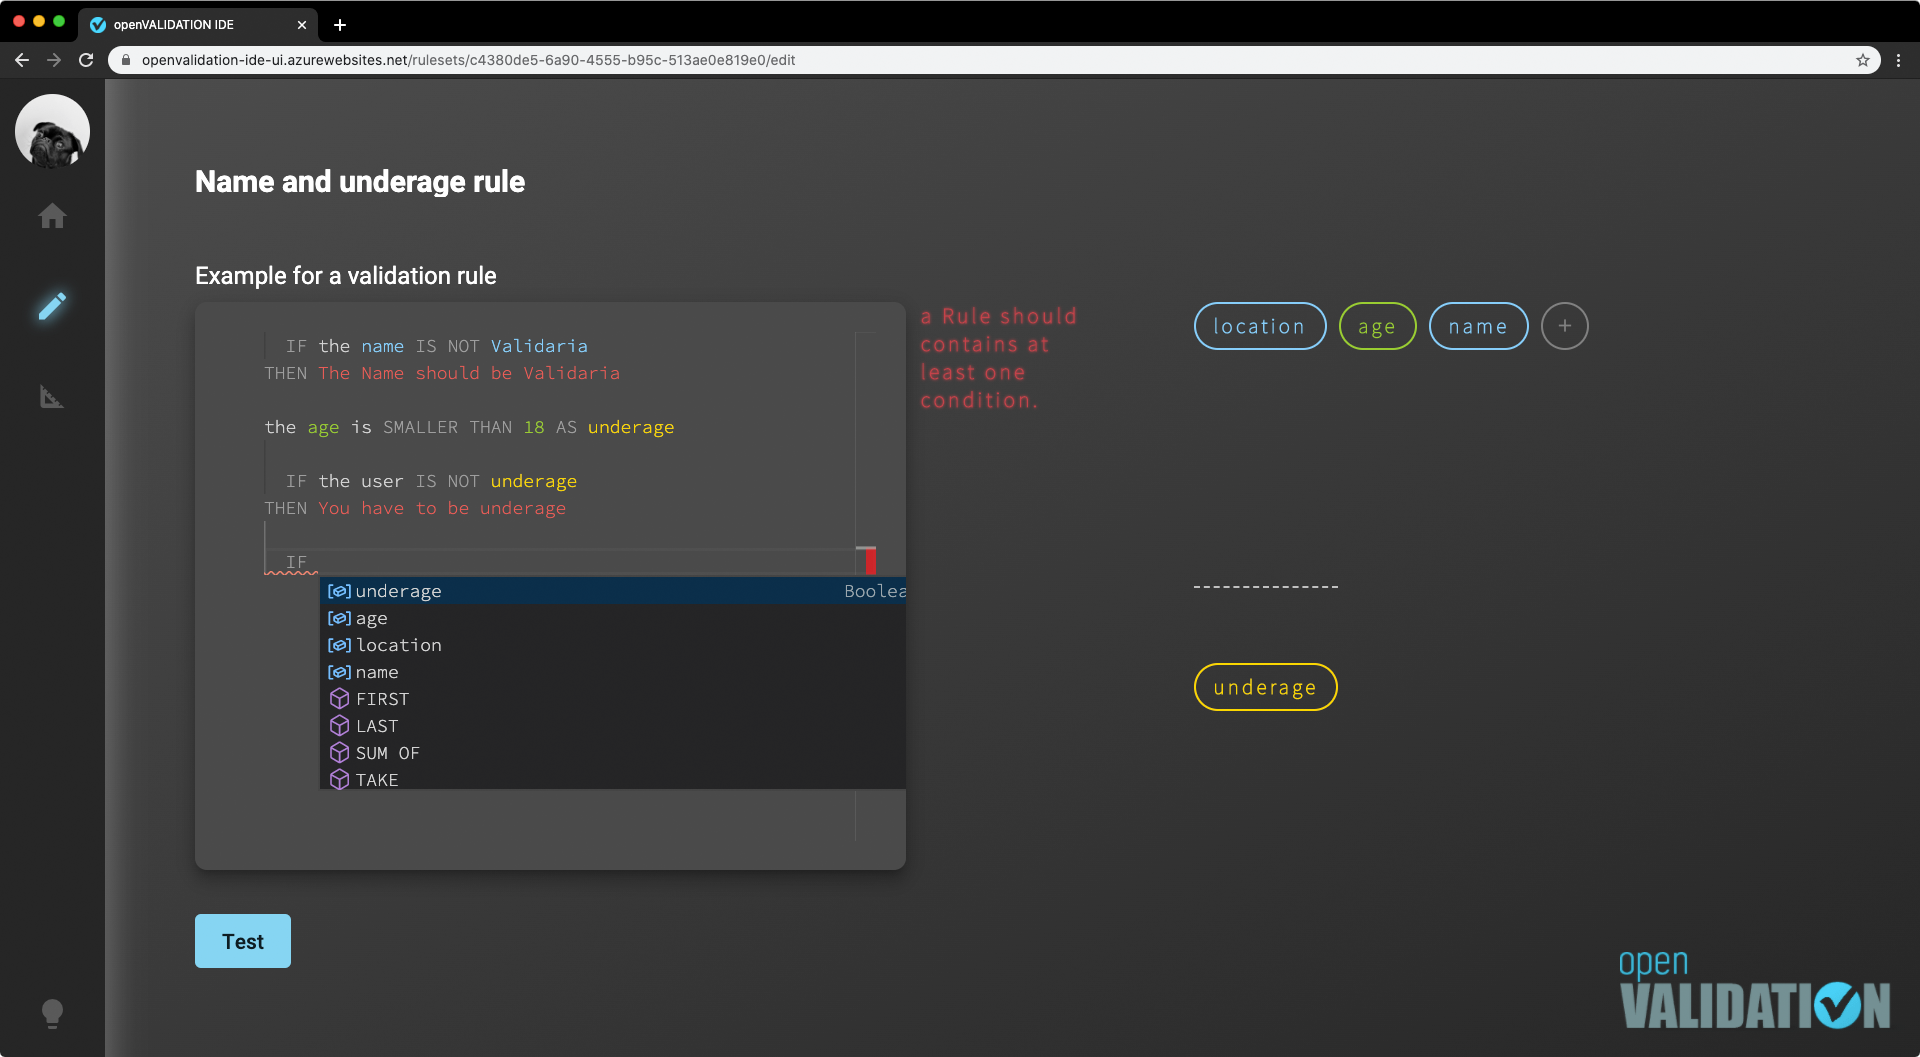 openVALIDATION IDE
openvalidation-ide-ui.azurewebsites.net/rulesets/c4380de5-6a90-4555-b95c-513ae0e819e0/edit
Name and underage rule
Example for a validation rule
IF the name IS NOT Validaria
THEN The Name should be Validaria
the age is SMALLER THAN 18 AS underage
IF the user IS NOT underage
THEN You have to be underage
IF
underage Boolea
age
location
name
FIRST
LAST
SUM OF
TAKE
a Rule should
contains at
least one
condition.
location age name +
underage
Test
open
VALIDATION